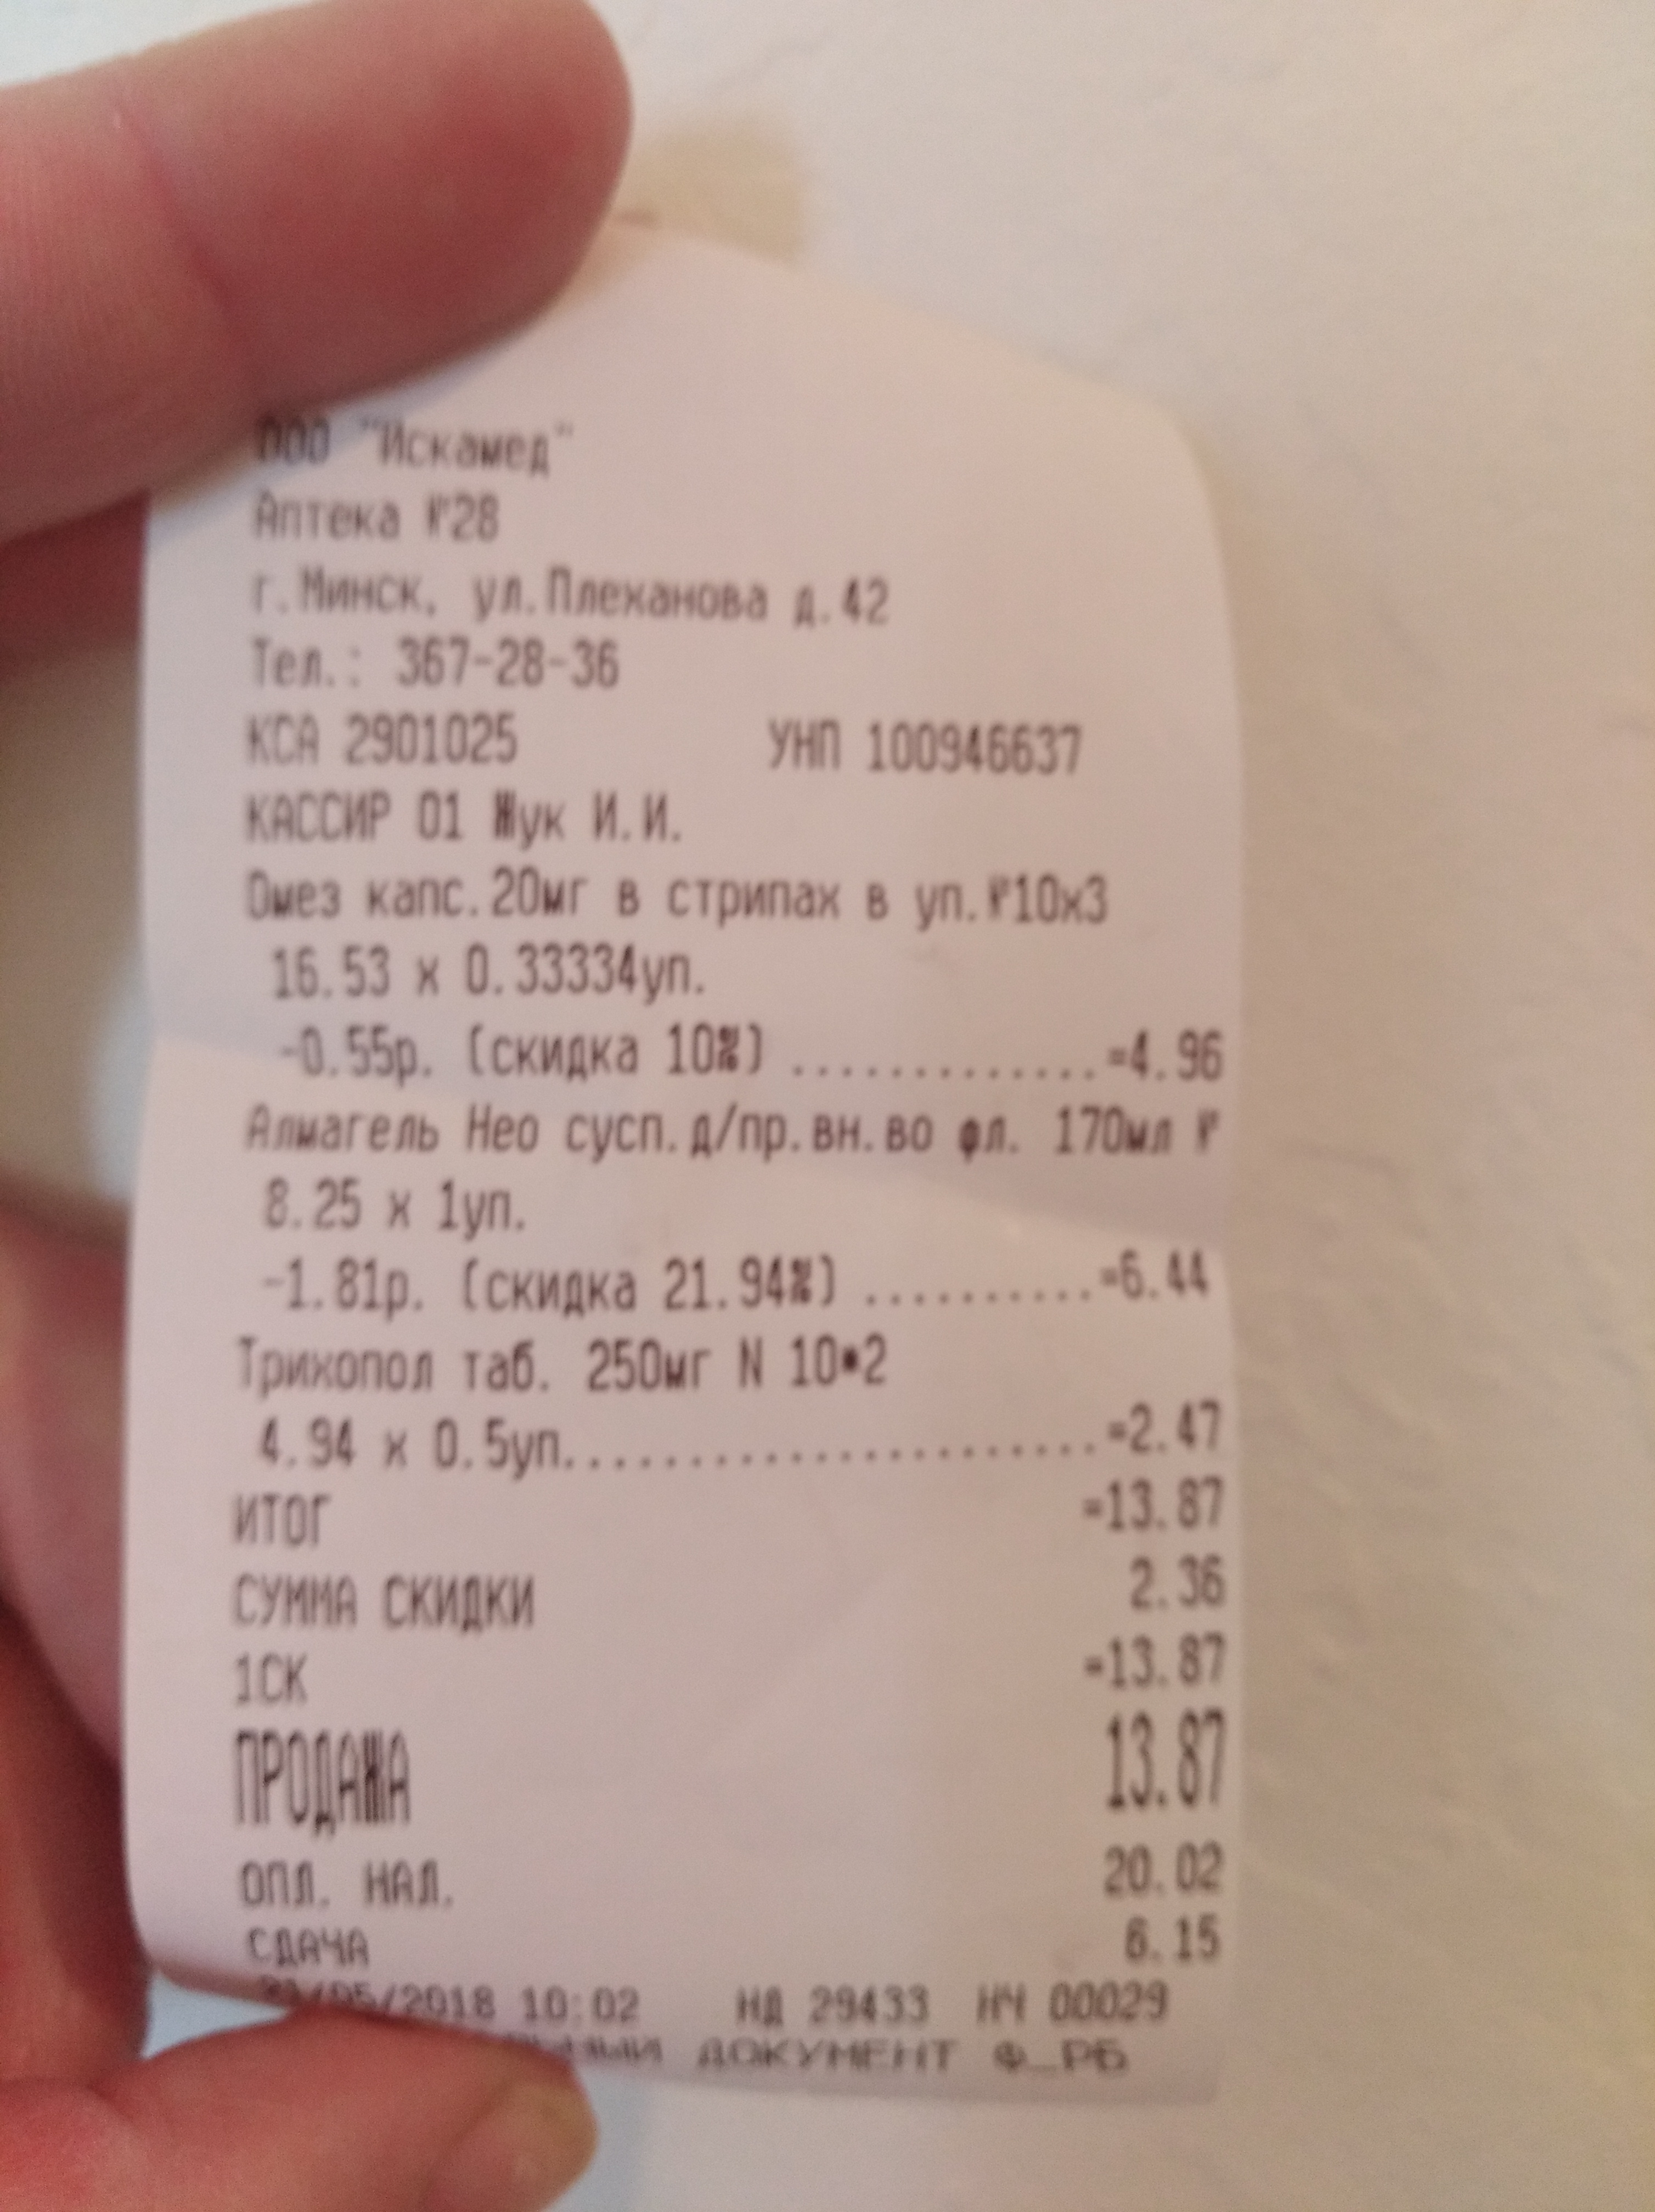 ООО "Искамед"
Аптека №28
г.Минск, ул.Плеханова д.42
Тел.: 367-28-36
КСА 2901025 УНП 100946637
КАССИР 01 Жук И.И.
Омез капс.20мг в стрипах в уп.№10х3
16.53 х 0.33334уп.
-0.55р. (скидка 10%) .............=4.96
Алмагель Нео сусп.д/пр.вн.во фл. 170мл №
8.25 х 1уп.
-1.81р. (скидка 21.94%) ..........=6.44
Трихопол таб. 250мг N 10*2
4.94 х 0.5уп.......................=2.47
ИТОГ =13.87
СУММА СКИДКИ 2.36
1СК =13.87
ПРОДАЖА 13.87
ОПЛ. НАЛ. 20.02
СДАЧА 6.15
/05/2018 10:02 НД 29433 НЧ 00029
ДОКУМЕНТ Ф_РБ